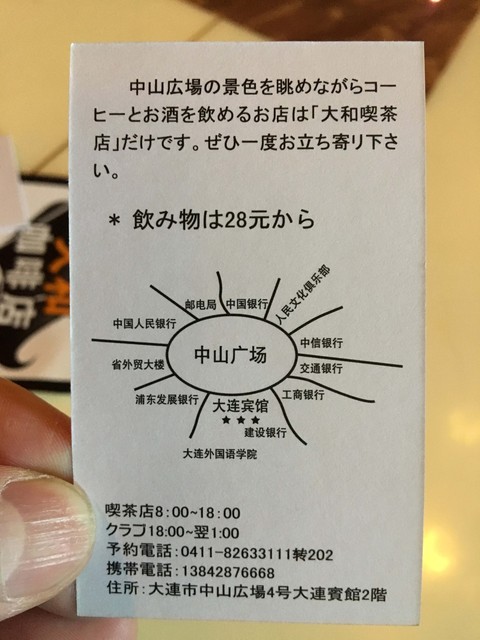 中山広場の景色を眺めながらコー
ヒーとお酒を飲めるお店は「大和喫茶
店」だけです。ぜひ一度お立ち寄り下さ
い。
* 飲み物は28元から
邮电局
中国银行
人民文化俱乐部
中国人民银行
中信银行
中山广场
省外贸大楼
交通银行
浦东发展银行
大连宾馆
工商银行
★★★
建设银行
大连外国语学院
喫茶店8:00~18:00
クラブ18:00~翌1:00
予約電話:0411-82633111转202
携帯電話:13842876668
住所:大連市中山広場4号大連賓館2階
大和
咖啡店